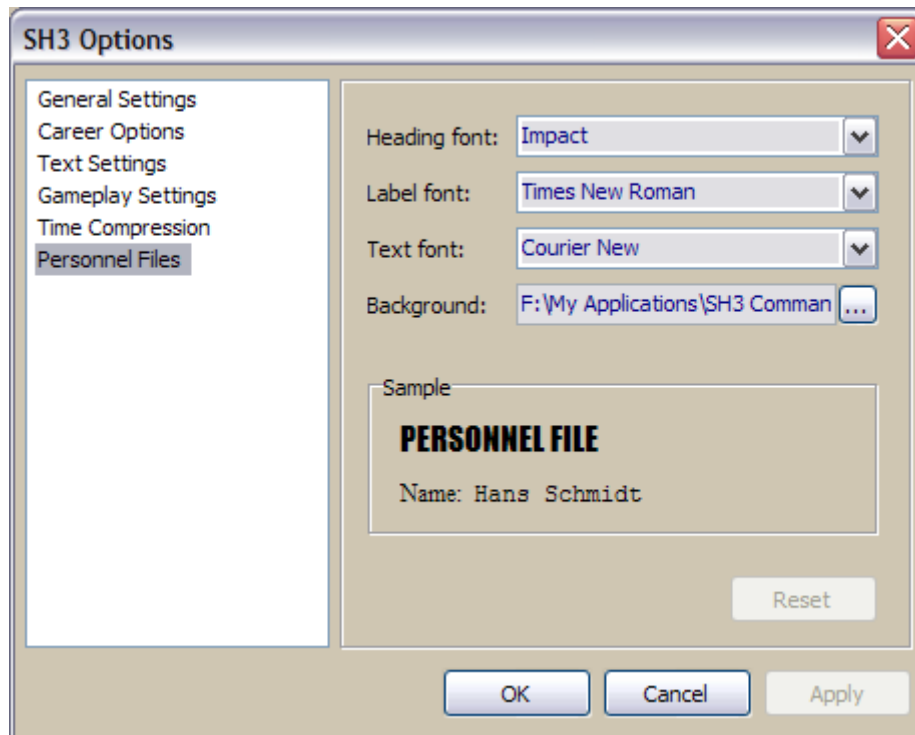 SH3 Options
General Settings
Career Options
Text Settings
Gameplay Settings
Time Compression
Personnel Files
Heading font: Impact
Label font: Times New Roman
Text font: Courier New
Background: F:\My Applications\SH3 Comman ...
Sample
PERSONNEL FILE
Name: Hans Schmidt
Reset
OK Cancel Apply